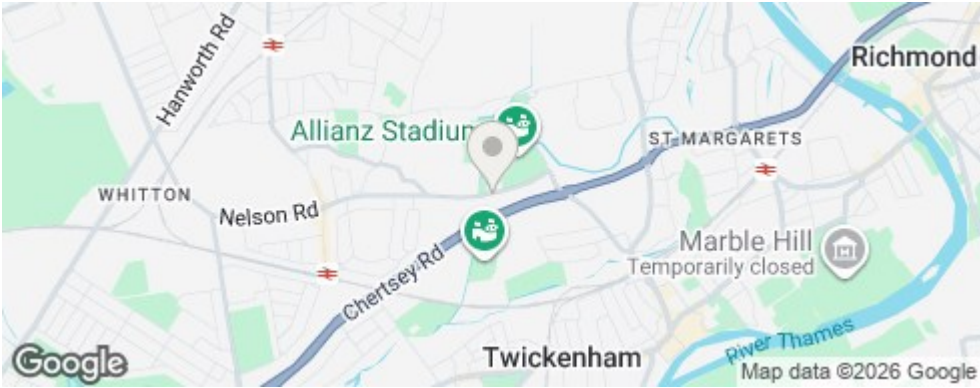 Hanworth Rd
Richmond
Allianz Stadium
ST MARGARETS
WHITTON
Nelson Rd
Marble Hill
Temporarily closed
Chertsey Rd
River Thames
Twickenham
Google
Map data ©2026 Google